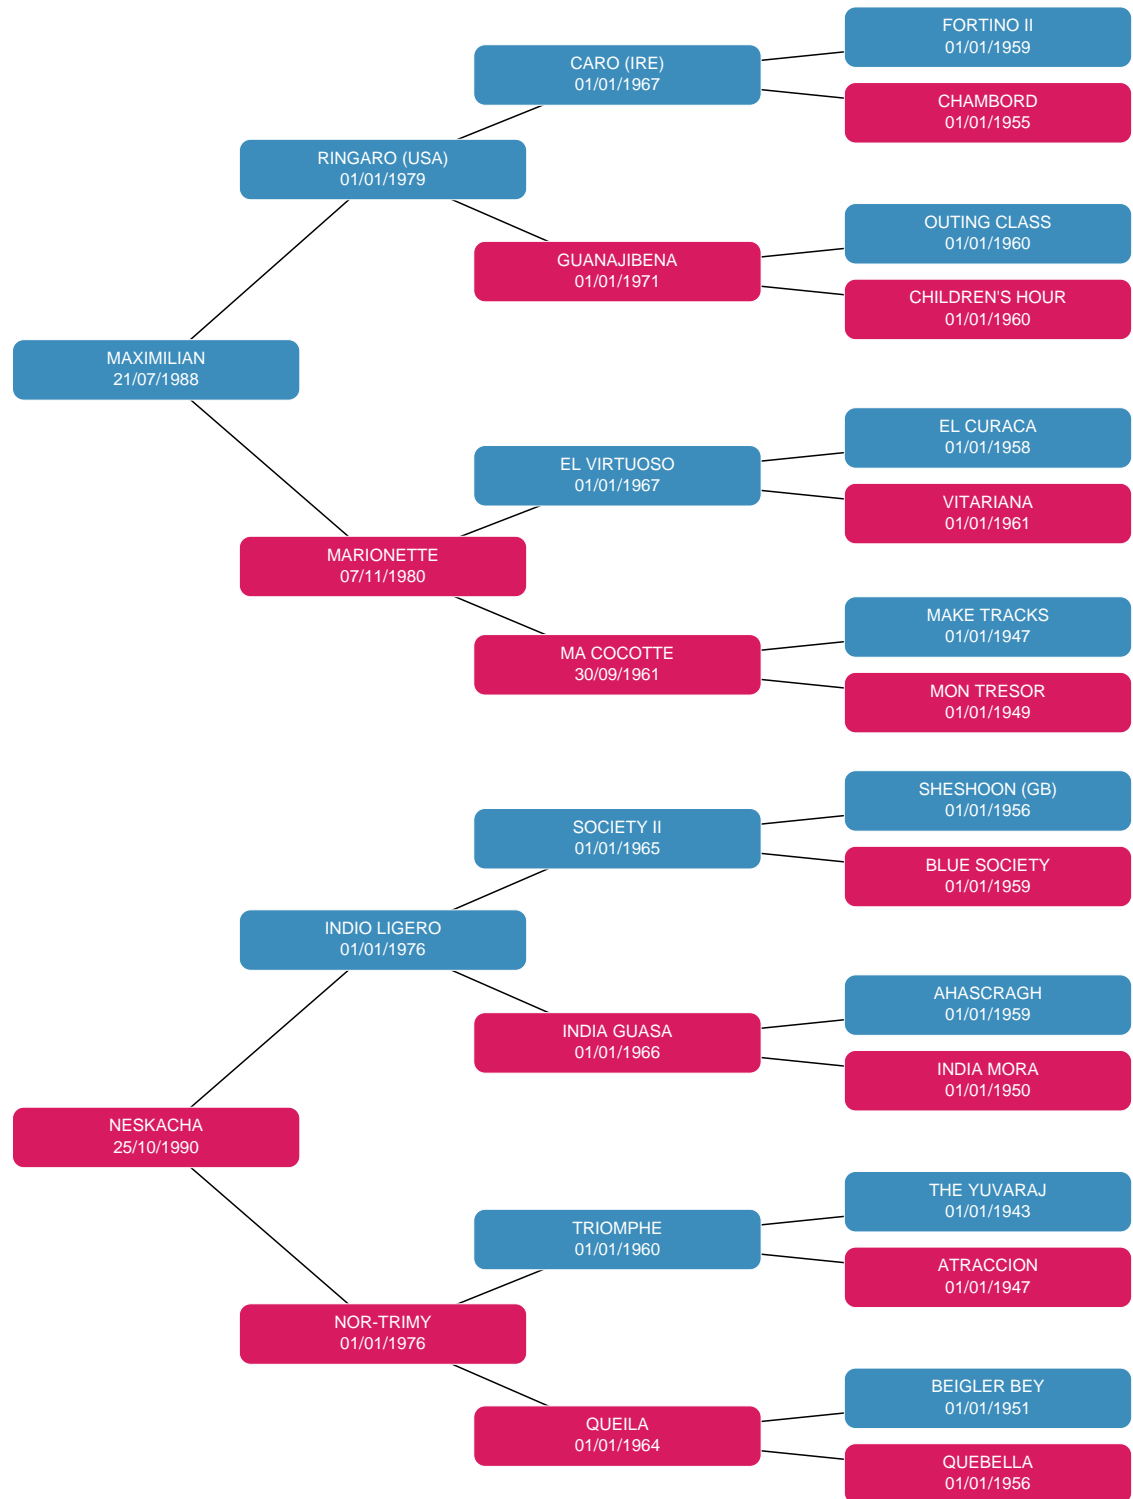 FORTINO II
01/01/1959
CARO (IRE)
01/01/1967
CHAMBORD
01/01/1955
RINGARO (USA)
01/01/1979
OUTING CLASS
01/01/1960
GUANAJIBENA
01/01/1971
CHILDREN'S HOUR
01/01/1960
MAXIMILIAN
21/07/1988
EL CURACA
01/01/1958
EL VIRTUOSO
01/01/1967
VITARIANA
01/01/1961
MARIONETTE
07/11/1980
MAKE TRACKS
01/01/1947
MA COCOTTE
30/09/1961
MON TRESOR
01/01/1949
SHESHOON (GB)
01/01/1956
SOCIETY II
01/01/1965
BLUE SOCIETY
01/01/1959
INDIO LIGERO
01/01/1976
AHASCRAGH
01/01/1959
INDIA GUASA
01/01/1966
INDIA MORA
01/01/1950
NESKACHA
25/10/1990
THE YUVARAJ
01/01/1943
TRIOMPHE
01/01/1960
ATRACCION
01/01/1947
NOR-TRIMY
01/01/1976
BEIGLER BEY
01/01/1951
QUEILA
01/01/1964
QUEBELLA
01/01/1956